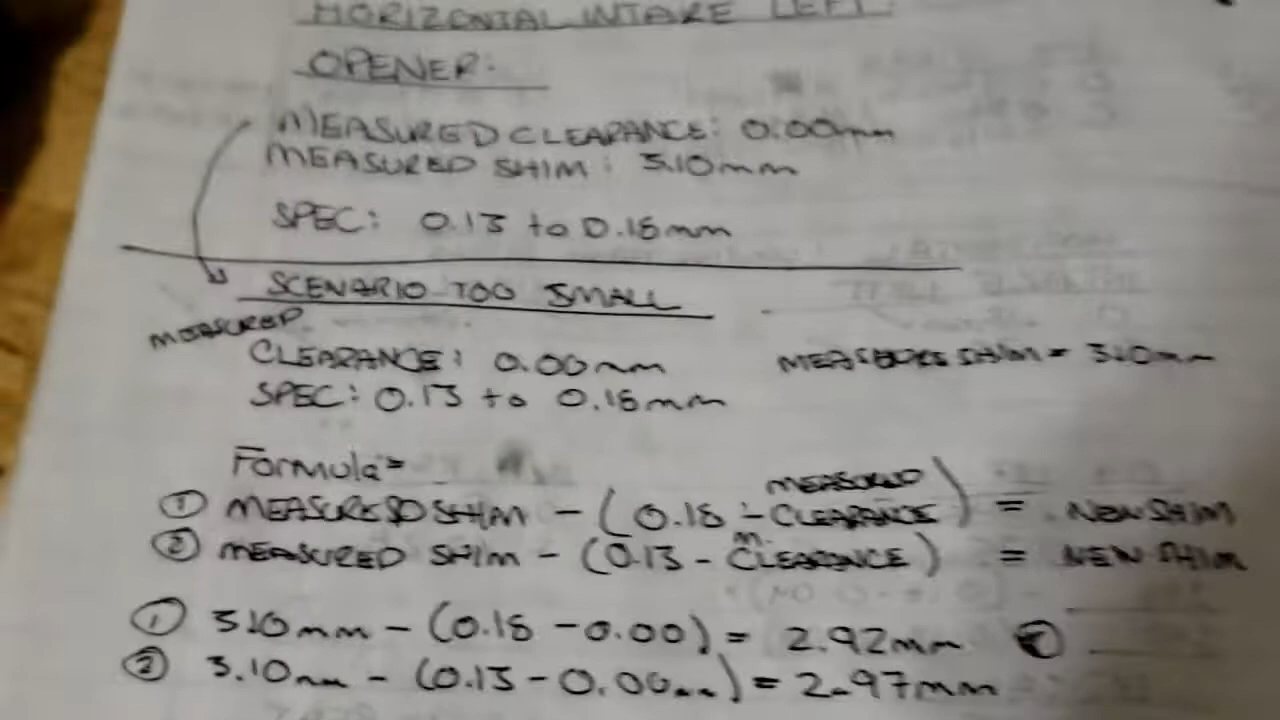 HORIZONTAL INTAKE LEFT:
OPENER:
MEASURED CLEARANCE: 0.00mm
MEASURED SHIM: 3.10mm
SPEC: 0.13 to 0.18mm
SCENARIO TOO SMALL
MEASURED
CLEARANCE: 0.00mm MEASURED SHIM = 3.10mm
SPEC: 0.13 to 0.18mm
Formula =
MEASURED
① MEASURED SHIM - (0.18 - CLEARANCE) = NEW SHIM
M.
② MEASURED SHIM - (0.13 - CLEARANCE) = NEW SHIM
① 3.10mm - (0.18 - 0.00) = 2.92mm
② 3.10mm - (0.13 - 0.00mm) = 2.97mm